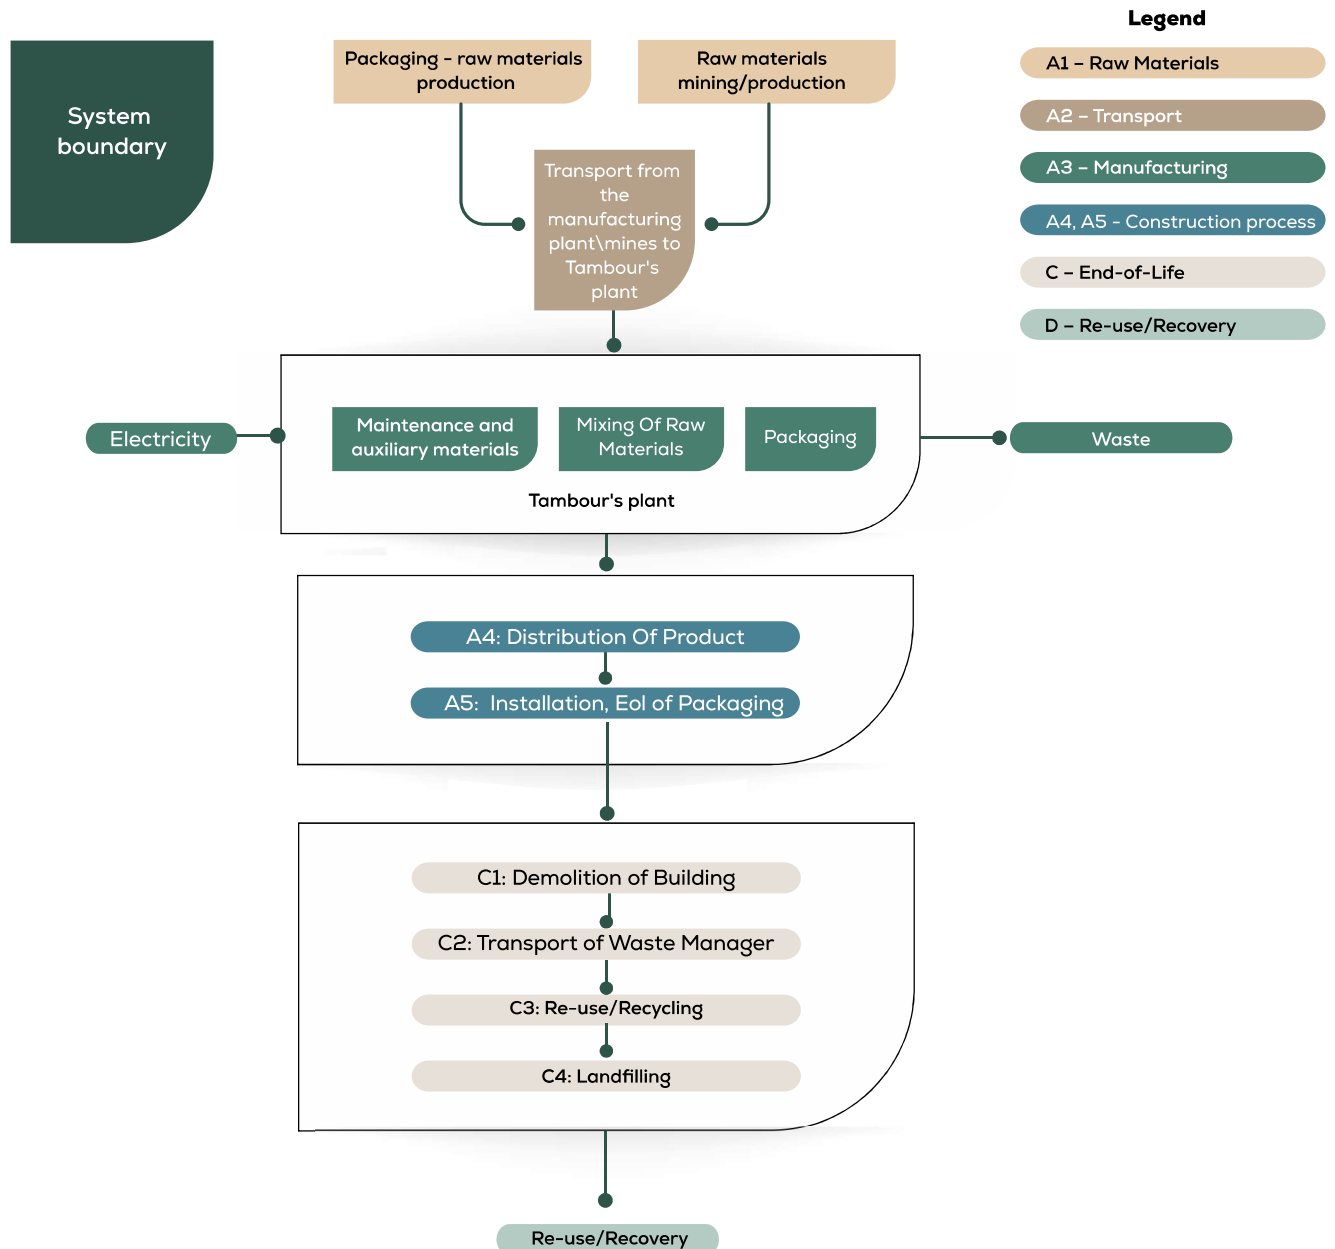 System
boundary
Packaging - raw materials
production
Raw materials
mining/production
Transport from
the
manufacturing
plant\mines to
Tambour's
plant
Legend
A1 – Raw Materials
A2 – Transport
A3 – Manufacturing
A4, A5 - Construction process
C – End-of-Life
D – Re-use/Recovery
Electricity
Maintenance and
auxiliary materials
Mixing Of Raw
Materials
Packaging
Tambour's plant
Waste
A4: Distribution Of Product
A5: Installation, Eol of Packaging
C1: Demolition of Building
C2: Transport of Waste Manager
C3: Re-use/Recycling
C4: Landfilling
Re-use/Recovery